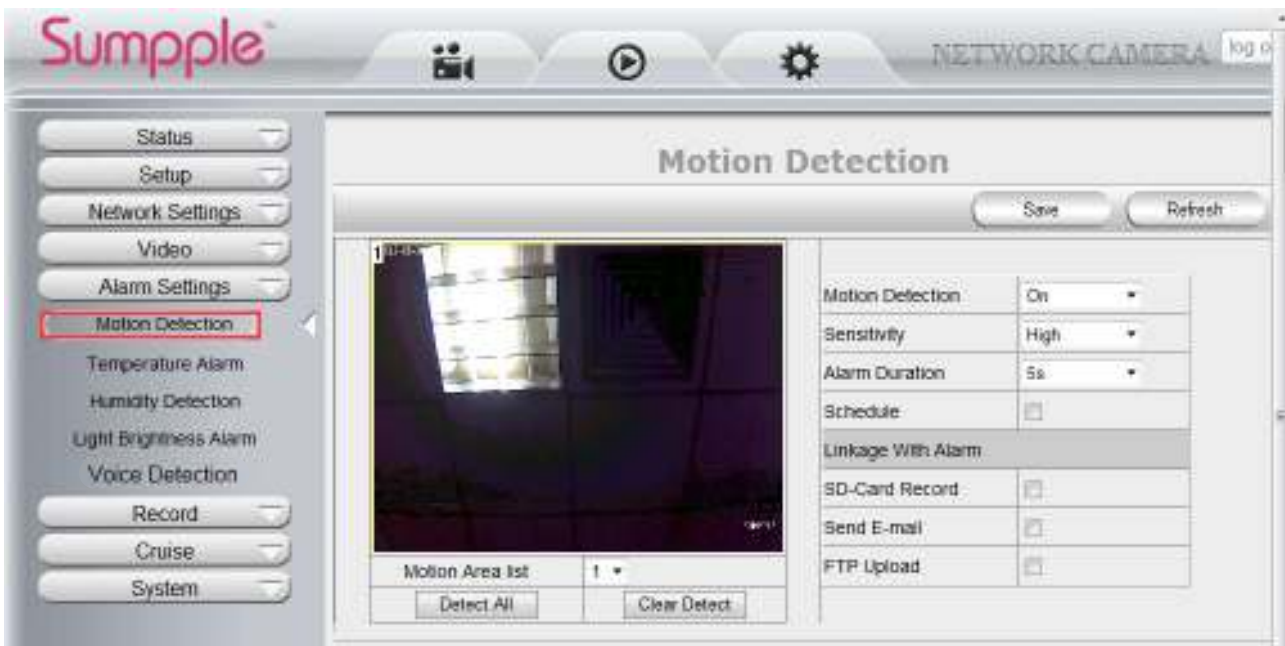 Sumpple
NETWORK CAMERA
log o
Status
Setup
Network Settings
Video
Alarm Settings
Motion Detection
Temperature Alarm
Humidity Detection
Light Brightness Alarm
Voice Detection
Record
Cruise
System
Motion Detection
Save
Refresh
1
Motion Area list 1
Detect All
Clear Detect
Motion Detection On
Sensitivity High
Alarm Duration 5s
Schedule
Linkage With Alarm
SD-Card Record
Send E-mail
FTP Upload